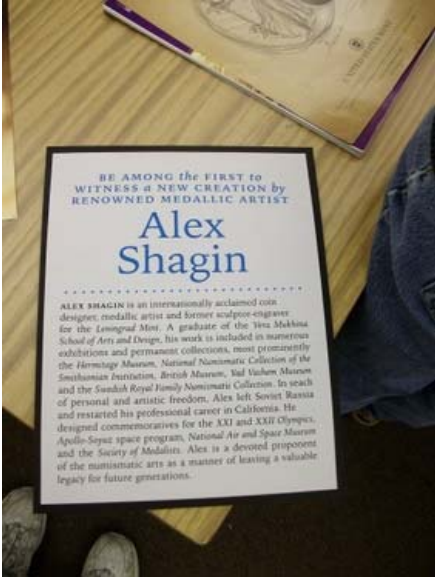 UNITED STATES MINT
BE AMONG the FIRST to
WITNESS a NEW CREATION by
RENOWNED MEDALLIC ARTIST
Alex
Shagin
ALEX SHAGIN is an internationally acclaimed coin
designer, medallic artist and former sculptor-engraver
for the Leningrad Mint. A graduate of the Vera Mukhina
School of Arts and Design, his work is included in numerous
exhibitions and permanent collections, most prominently
the Hermitage Museum, National Numismatic Collection of the
Smithsonian Institution, British Museum, Yad Vashem Museum
and the Swedish Royal Family Numismatic Collection. In seach
of personal and artistic freedom, Alex left Soviet Russia
and restarted his professional career in California. He
designed commemoratives for the XXI and XXII Olympics,
Apollo-Soyuz space program, National Air and Space Museum
and the Society of Medalists. Alex is a devoted proponent
of the numismatic arts as a manner of leaving a valuable
legacy for future generations.